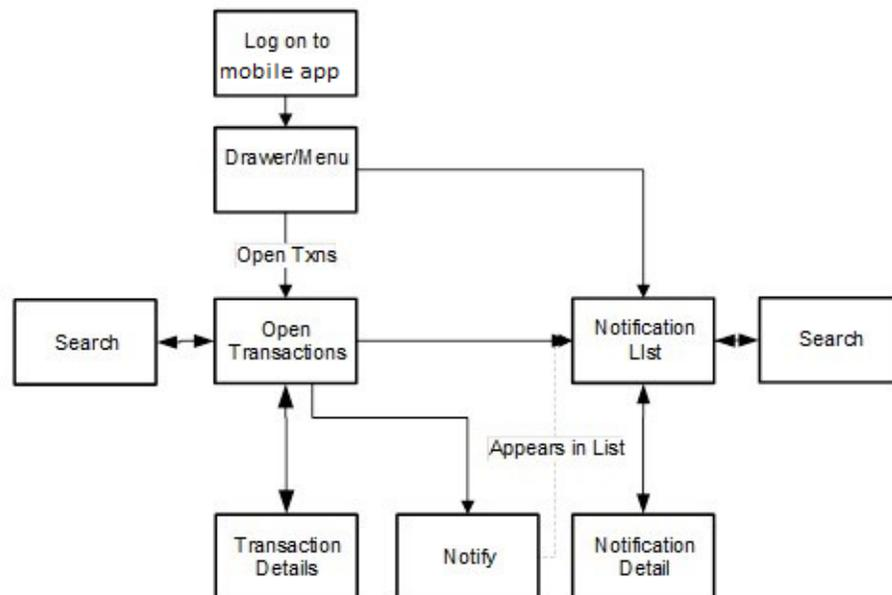 Log on to
mobile app
Drawer/Menu
Open Txns
Search
Open
Transactions
Notification
LIst
Search
Appears in List
Transaction
Details
Notify
Notification
Detail